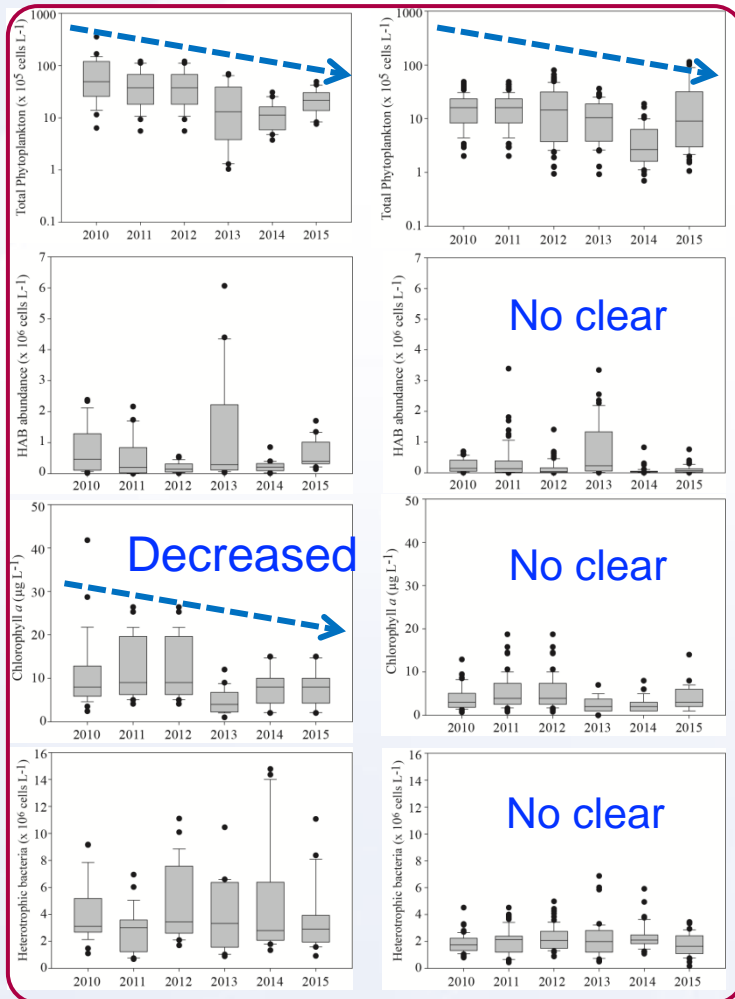 Total Phytoplankton (x 10⁵ cells L⁻¹)
1000
100
10
1
0.1
2010 2011 2012 2013 2014 2015
Total Phytoplankton (x 10⁵ cells L⁻¹)
1000
100
10
1
0.1
2010 2011 2012 2013 2014 2015
HAB abundance (x 10⁶ cells L⁻¹)
7
6
5
4
3
2
1
0
2010 2011 2012 2013 2014 2015
HAB abundance (x 10⁶ cells L⁻¹)
7
6
5
4
3
2
1
0
No clear
2010 2011 2012 2013 2014 2015
Chlorophyll a (µg L⁻¹)
50
40
30
20
10
0
Decreased
2010 2011 2012 2013 2014 2015
Chlorophyll a (µg L⁻¹)
50
40
30
20
10
0
No clear
2010 2011 2012 2013 2014 2015
Heterotrophic bacteria (x 10⁶ cells L⁻¹)
16
14
12
10
8
6
4
2
0
2010 2011 2012 2013 2014 2015
Heterotrophic bacteria (x 10⁶ cells L⁻¹)
16
14
12
10
8
6
4
2
0
No clear
2010 2011 2012 2013 2014 2015